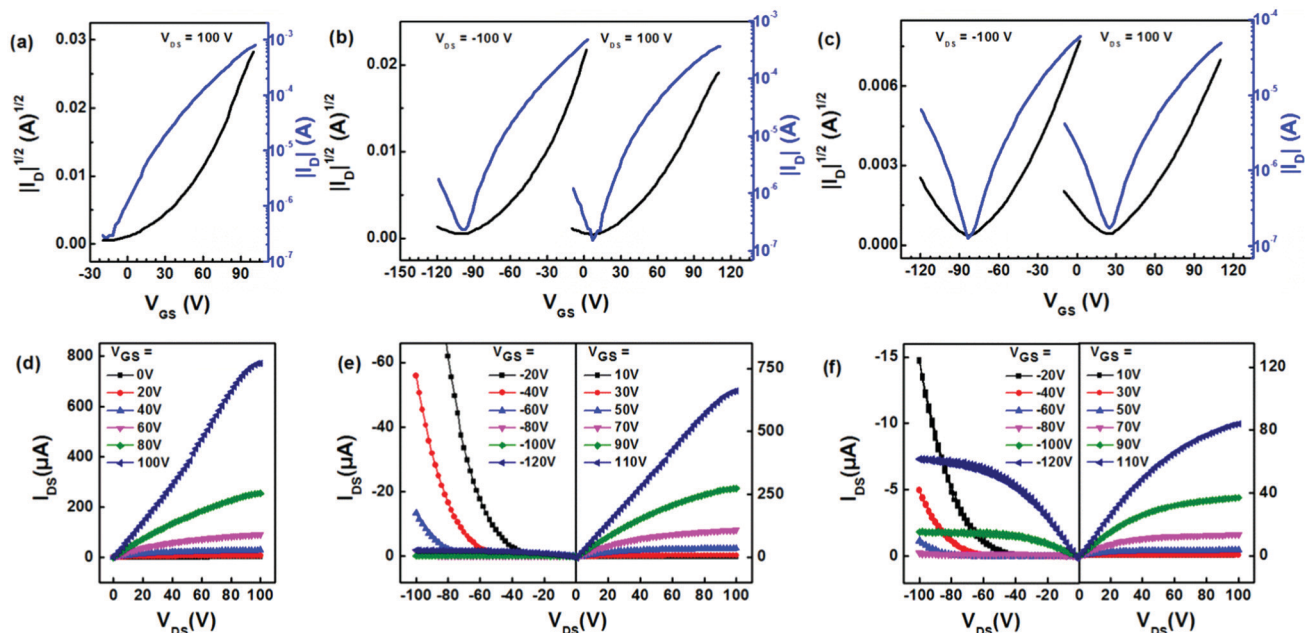 (a)
V_DS = 100 V
|I_D|^1/2 (A)^1/2
0.03
0.02
0.01
0.00
10^-3
10^-4
10^-5
10^-6
10^-7
|I_D| (A)
-30 0 30 60 90
V_GS (V)
(b)
V_DS = -100 V
V_DS = 100 V
|I_D|^1/2 (A)^1/2
0.02
0.01
0.00
10^-3
10^-4
10^-5
10^-6
10^-7
|I_D| (A)
-150 -120 -90 -60 -30 0 30 60 90 120
V_GS (V)
(c)
V_DS = -100 V
V_DS = 100 V
|I_D|^1/2 (A)^1/2
0.006
0.003
0.000
10^-4
10^-5
10^-6
10^-7
|I_D| (A)
-120 -90 -60 -30 0 30 60 90 120
V_GS (V)
(d)
V_GS =
0V
20V
40V
60V
80V
100V
I_DS(µA)
800
600
400
200
0
0 20 40 60 80 100
V_DS(V)
(e)
V_GS =
-20V
-40V
-60V
-80V
-100V
-120V
V_GS =
10V
30V
50V
70V
90V
110V
I_DS(µA)
-60
-40
-20
0
750
500
250
0
-100 -80 -60 -40 -20 0 20 40 60 80 100
V_DS(V)
(f)
V_GS =
-20V
-40V
-60V
-80V
-100V
-120V
V_GS =
10V
30V
50V
70V
90V
110V
I_DS(µA)
-15
-10
-5
0
120
80
40
0
-100 -80 -60 -40 -20 0 20 40 60 80 100
V_DS(V)